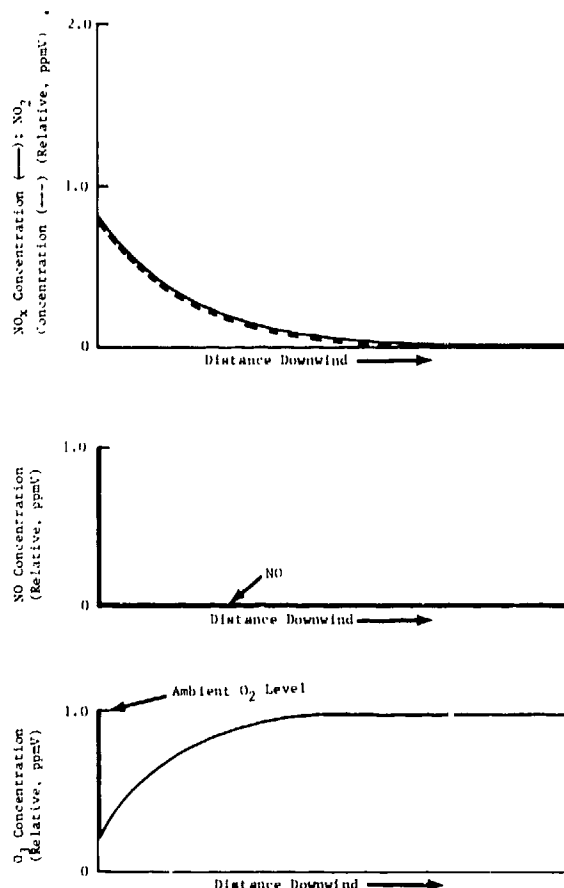 NOx Concentration (——): NO2
Concentration (---) (Relative, ppmV)
2.0
1.0
0
Distance Downwind
NO Concentration
(Relative, ppmV)
1.0
0
NO
Distance Downwind
O3 Concentration
(Relative, ppmV)
Ambient O2 Level
1.0
0
Distance Downwind